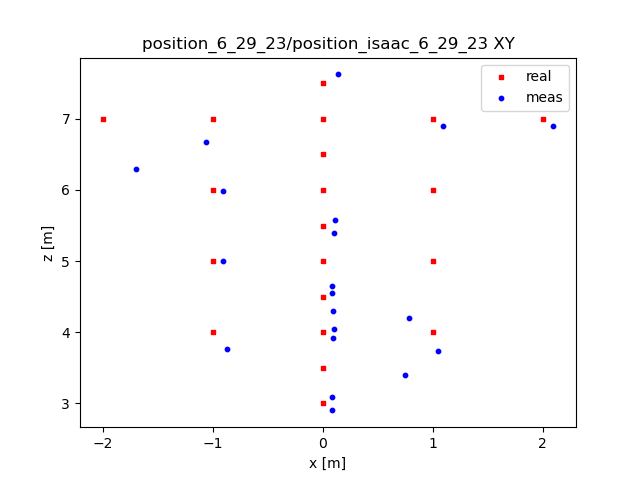 position_6_29_23/position_isaac_6_29_23 XY
real
meas
7
6
5
4
3
z [m]
−2
−1
0
1
2
x [m]